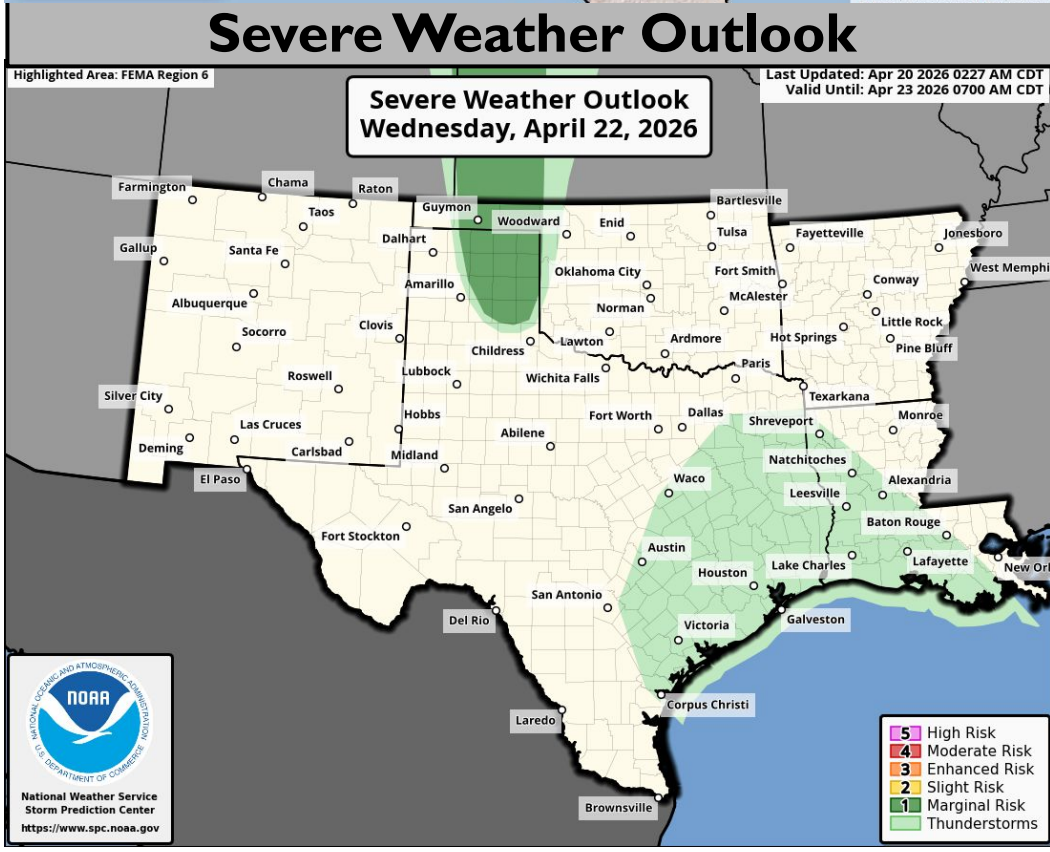 Severe Weather Outlook
Highlighted Area: FEMA Region 6
Last Updated: Apr 20 2026 0227 AM CDT
Valid Until: Apr 23 2026 0700 AM CDT
Severe Weather Outlook
Wednesday, April 22, 2026
Farmington
Chama
Raton
Taos
Guymon
Woodward
Enid
Bartlesville
Tulsa
Fayetteville
Jonesboro
Gallup
Santa Fe
Dalhart
Oklahoma City
Fort Smith
Conway
West Memphi
Albuquerque
Amarillo
Norman
McAlester
Little Rock
Socorro
Clovis
Childress
Lawton
Ardmore
Hot Springs
Pine Bluff
Roswell
Lubbock
Wichita Falls
Paris
Texarkana
Silver City
Las Cruces
Hobbs
Fort Worth
Dallas
Shreveport
Monroe
Deming
Carlsbad
Midland
Abilene
Natchitoches
El Paso
Waco
Leesville
Alexandria
San Angelo
Fort Stockton
Baton Rouge
Austin
Houston
Lake Charles
Lafayette
New Orl
San Antonio
Del Rio
Victoria
Galveston
Laredo
Corpus Christi
Brownsville
NATIONAL OCEANIC AND ATMOSPHERIC ADMINISTRATION
NOAA
U.S. DEPARTMENT OF COMMERCE
National Weather Service
Storm Prediction Center
https://www.spc.noaa.gov
5 High Risk
4 Moderate Risk
3 Enhanced Risk
2 Slight Risk
1 Marginal Risk
Thunderstorms